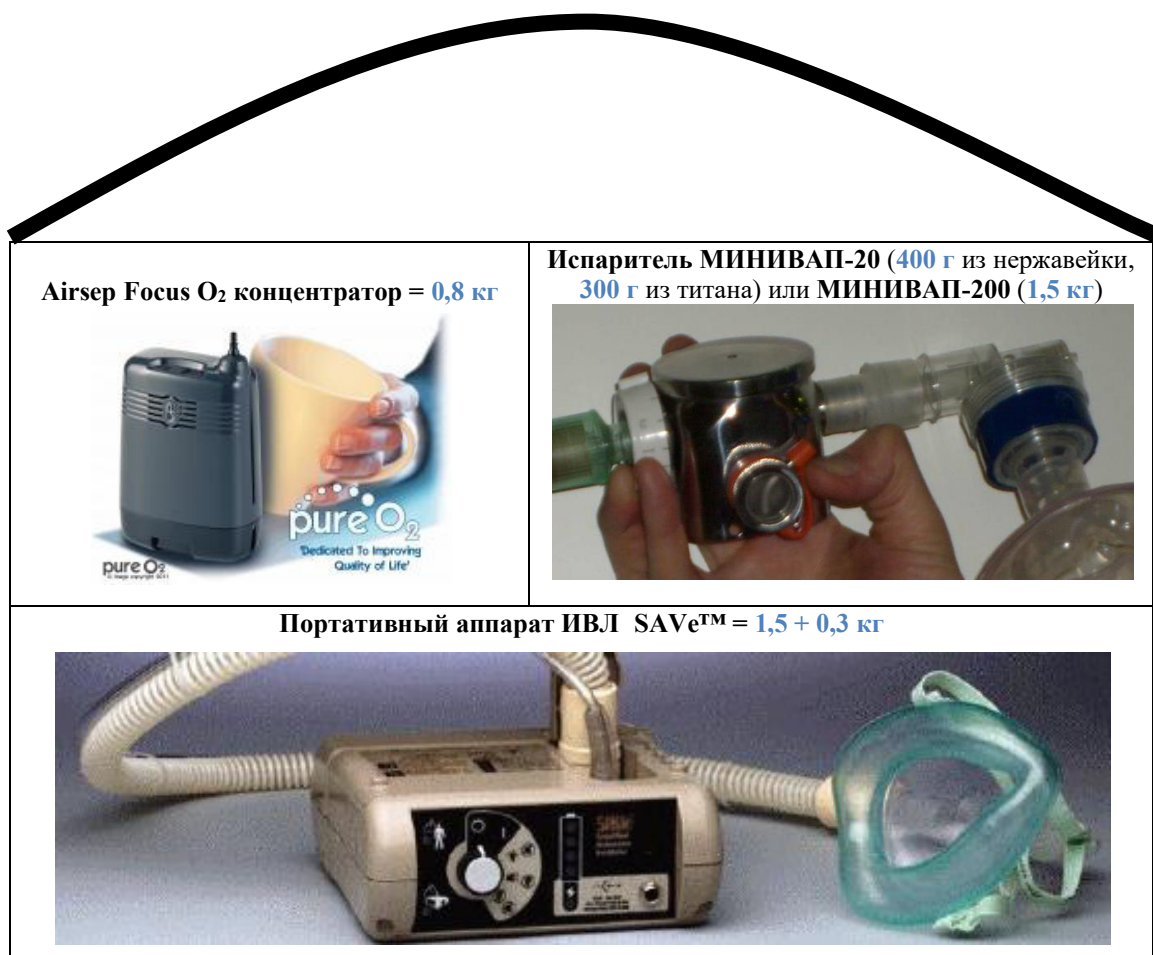 Airsep Focus O₂ концентратор = 0,8 кг
Испаритель МИНИВАП-20 (400 г из нержавейки,
300 г из титана) или МИНИВАП-200 (1,5 кг)
pure O₂
'Dedicated To Improving
Quality of Life'
pure O₂
Портативный аппарат ИВЛ SAVe™ = 1,5 + 0,3 кг